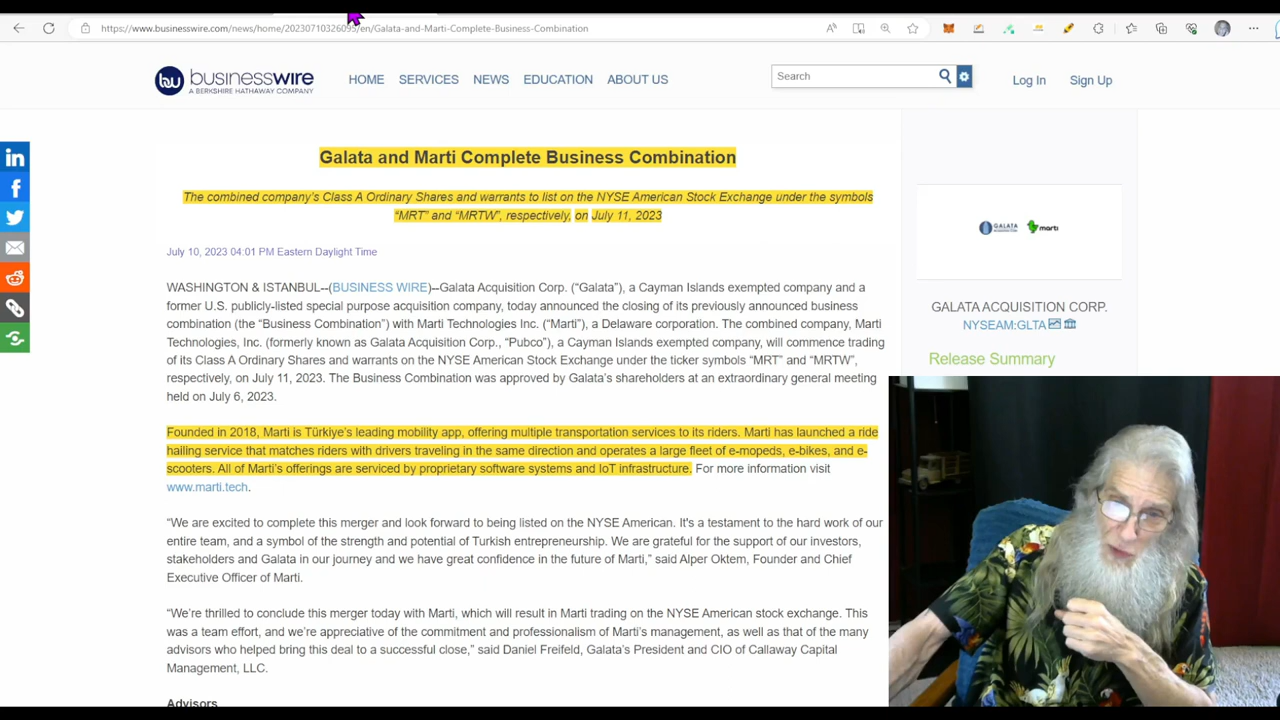 https://www.businesswire.com/news/home/20230710326095/en/Galata-and-Marti-Complete-Business-Combination
businesswire
A BERKSHIRE HATHAWAY COMPANY
HOME SERVICES NEWS EDUCATION ABOUT US
Search
Log In Sign Up
Galata and Marti Complete Business Combination
The combined company's Class A Ordinary Shares and warrants to list on the NYSE American Stock Exchange under the symbols
“MRT” and “MRTW”, respectively, on July 11, 2023
July 10, 2023 04:01 PM Eastern Daylight Time
WASHINGTON & ISTANBUL--(BUSINESS WIRE)--Galata Acquisition Corp. (“Galata”), a Cayman Islands exempted company and a
former U.S. publicly-listed special purpose acquisition company, today announced the closing of its previously announced business
combination (the “Business Combination”) with Marti Technologies Inc. (“Marti”), a Delaware corporation. The combined company, Marti
Technologies, Inc. (formerly known as Galata Acquisition Corp., “Pubco”), a Cayman Islands exempted company, will commence trading
of its Class A Ordinary Shares and warrants on the NYSE American Stock Exchange under the ticker symbols “MRT” and “MRTW”,
respectively, on July 11, 2023. The Business Combination was approved by Galata's shareholders at an extraordinary general meeting
held on July 6, 2023.
Founded in 2018, Marti is Türkiye's leading mobility app, offering multiple transportation services to its riders. Marti has launched a ride
hailing service that matches riders with drivers traveling in the same direction and operates a large fleet of e-mopeds, e-bikes, and e-
scooters. All of Marti's offerings are serviced by proprietary software systems and IoT infrastructure. For more information visit
www.marti.tech.
“We are excited to complete this merger and look forward to being listed on the NYSE American. It's a testament to the hard work of our
entire team, and a symbol of the strength and potential of Turkish entrepreneurship. We are grateful for the support of our investors,
stakeholders and Galata in our journey and we have great confidence in the future of Marti,” said Alper Oktem, Founder and Chief
Executive Officer of Marti.
“We're thrilled to conclude this merger today with Marti, which will result in Marti trading on the NYSE American stock exchange. This
was a team effort, and we're appreciative of the commitment and professionalism of Marti's management, as well as that of the many
advisors who helped bring this deal to a successful close,” said Daniel Freifeld, Galata's President and CIO of Callaway Capital
Management, LLC.
Advisors
GALATA
marti
GALATA ACQUISITION CORP.
NYSEAM:GLTA
Release Summary